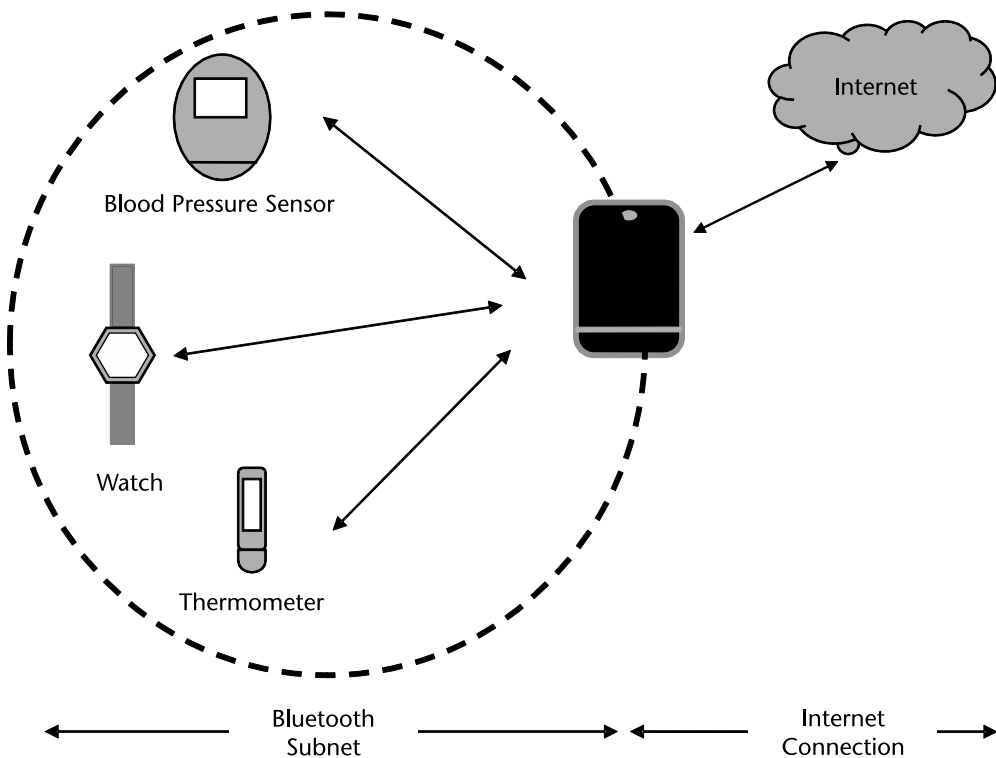 Internet
Blood Pressure Sensor
Watch
Thermometer
Bluetooth
Subnet
Internet
Connection